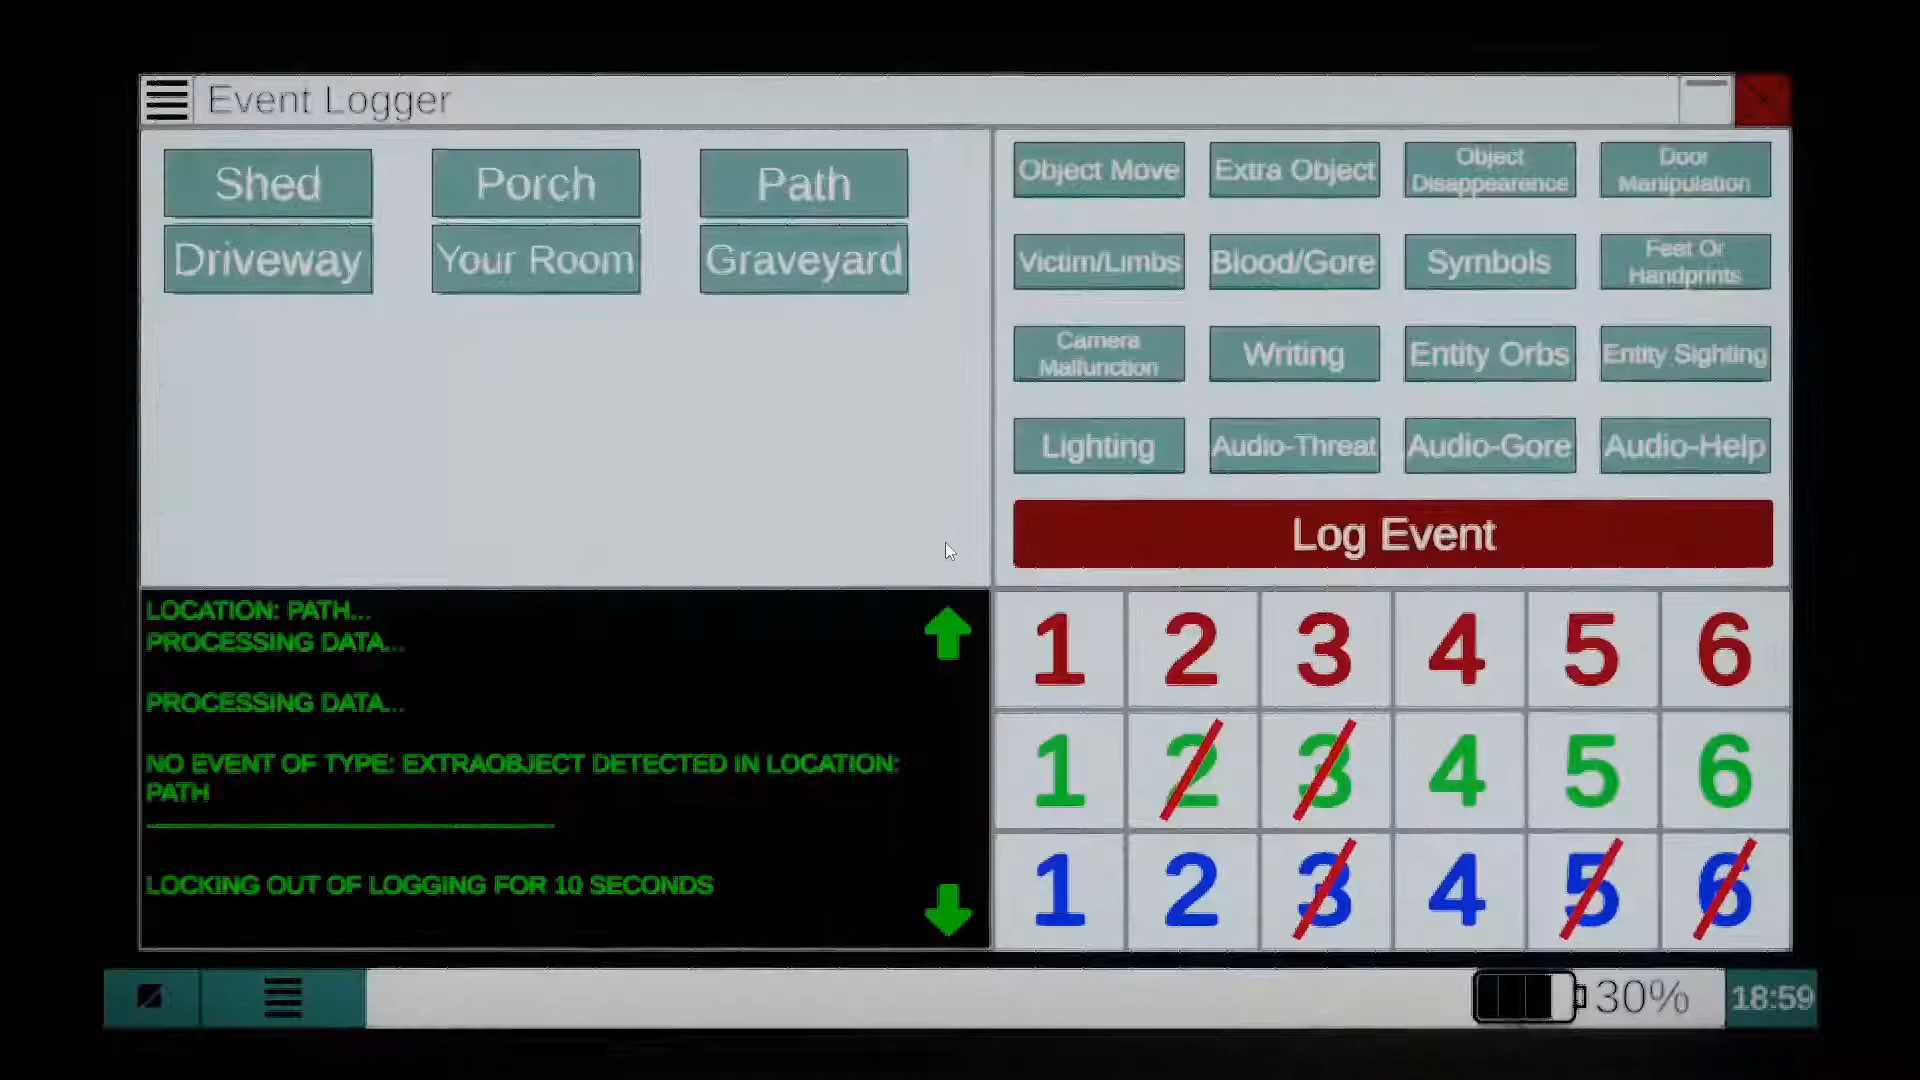 Event Logger
Shed Porch Path
Driveway Your Room Graveyard
Object Move Extra Object Object Disappearence Door Manipulation
Victim/Limbs Blood/Gore Symbols Feet Or Handprints
Camera Malfunction Writing Entity Orbs Entity Sighting
Lighting Audio-Threat Audio-Gore Audio-Help
Log Event
LOCATION: PATH...
PROCESSING DATA...
PROCESSING DATA...
NO EVENT OF TYPE: EXTRAOBJECT DETECTED IN LOCATION:
PATH
LOCKING OUT OF LOGGING FOR 10 SECONDS
1 2 3 4 5 6
1 2 3 4 5 6
1 2 3 4 5 6
30% 18:59